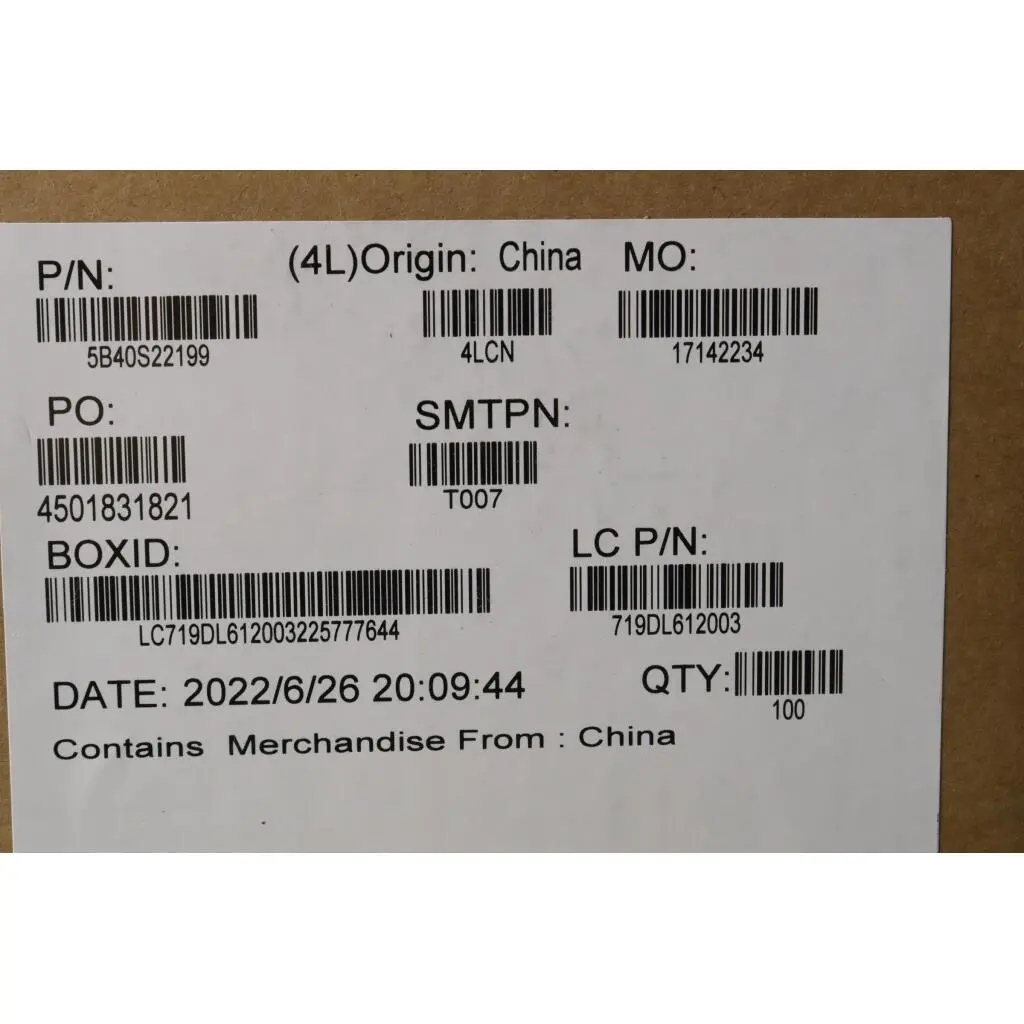 P/N: (4L)Origin: China MO:
5B40S22199 4LCN 17142234
PO: SMTPN:
4501831821 T007
BOXID: LC P/N:
LC719DL612003225777644 719DL612003
DATE: 2022/6/26 20:09:44 QTY:
100
Contains Merchandise From : China